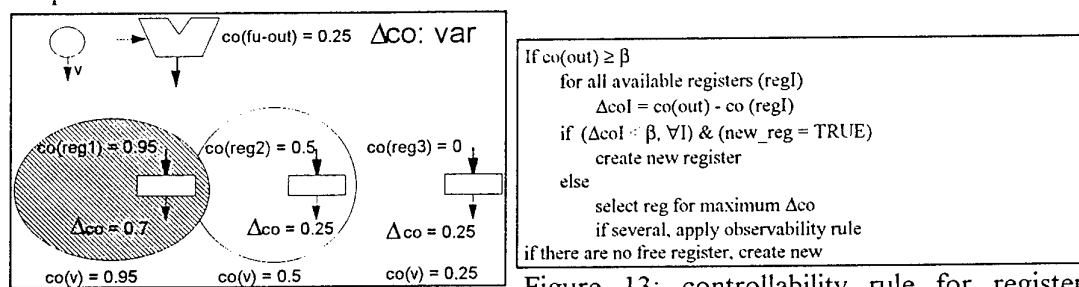 co(fu-out) = 0.25
Δco: var
v
co(reg1) = 0.95
co(reg2) = 0.5
co(reg3) = 0
Δco = 0.7
Δco = 0.25
Δco = 0.25
co(v) = 0.95
co(v) = 0.5
co(v) = 0.25
If co(out) ≥ β
for all available registers (regI)
ΔcoI = co(out) - co (regI)
if (ΔcoI < β, ∀I) & (new_reg = TRUE)
create new register
else
select reg for maximum Δco
if several, apply observability rule
if there are no free register, create new
Figure 13: controllability rule for register